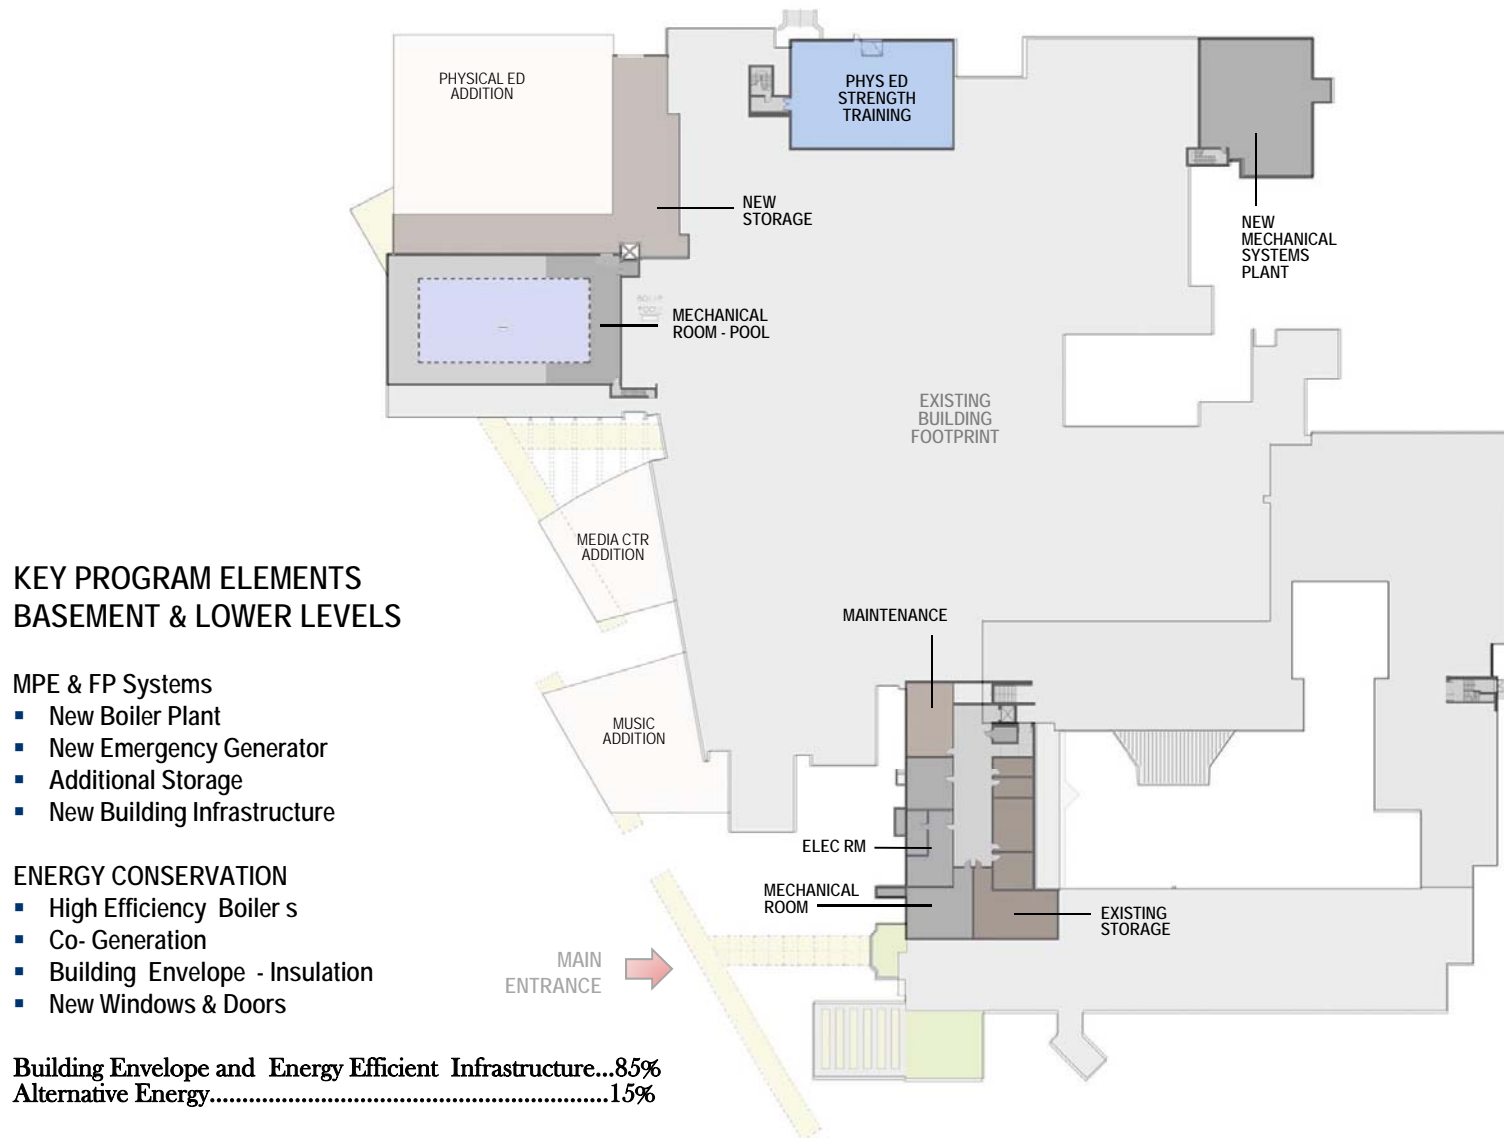 PHYSICAL ED
ADDITION
PHYS ED
STRENGTH
TRAINING
NEW
STORAGE
NEW
MECHANICAL
SYSTEMS
PLANT
MECHANICAL
ROOM - POOL
EXISTING
BUILDING
FOOTPRINT
MEDIA CTR
ADDITION
KEY PROGRAM ELEMENTS
BASEMENT & LOWER LEVELS
MPE & FP Systems
▪ New Boiler Plant
▪ New Emergency Generator
▪ Additional Storage
▪ New Building Infrastructure
ENERGY CONSERVATION
▪ High Efficiency Boiler s
▪ Co- Generation
▪ Building Envelope - Insulation
▪ New Windows & Doors
Building Envelope and Energy Efficient Infrastructure...85%
Alternative Energy.............................................................15%
MAINTENANCE
MUSIC
ADDITION
ELEC RM
MECHANICAL
ROOM
EXISTING
STORAGE
MAIN
ENTRANCE